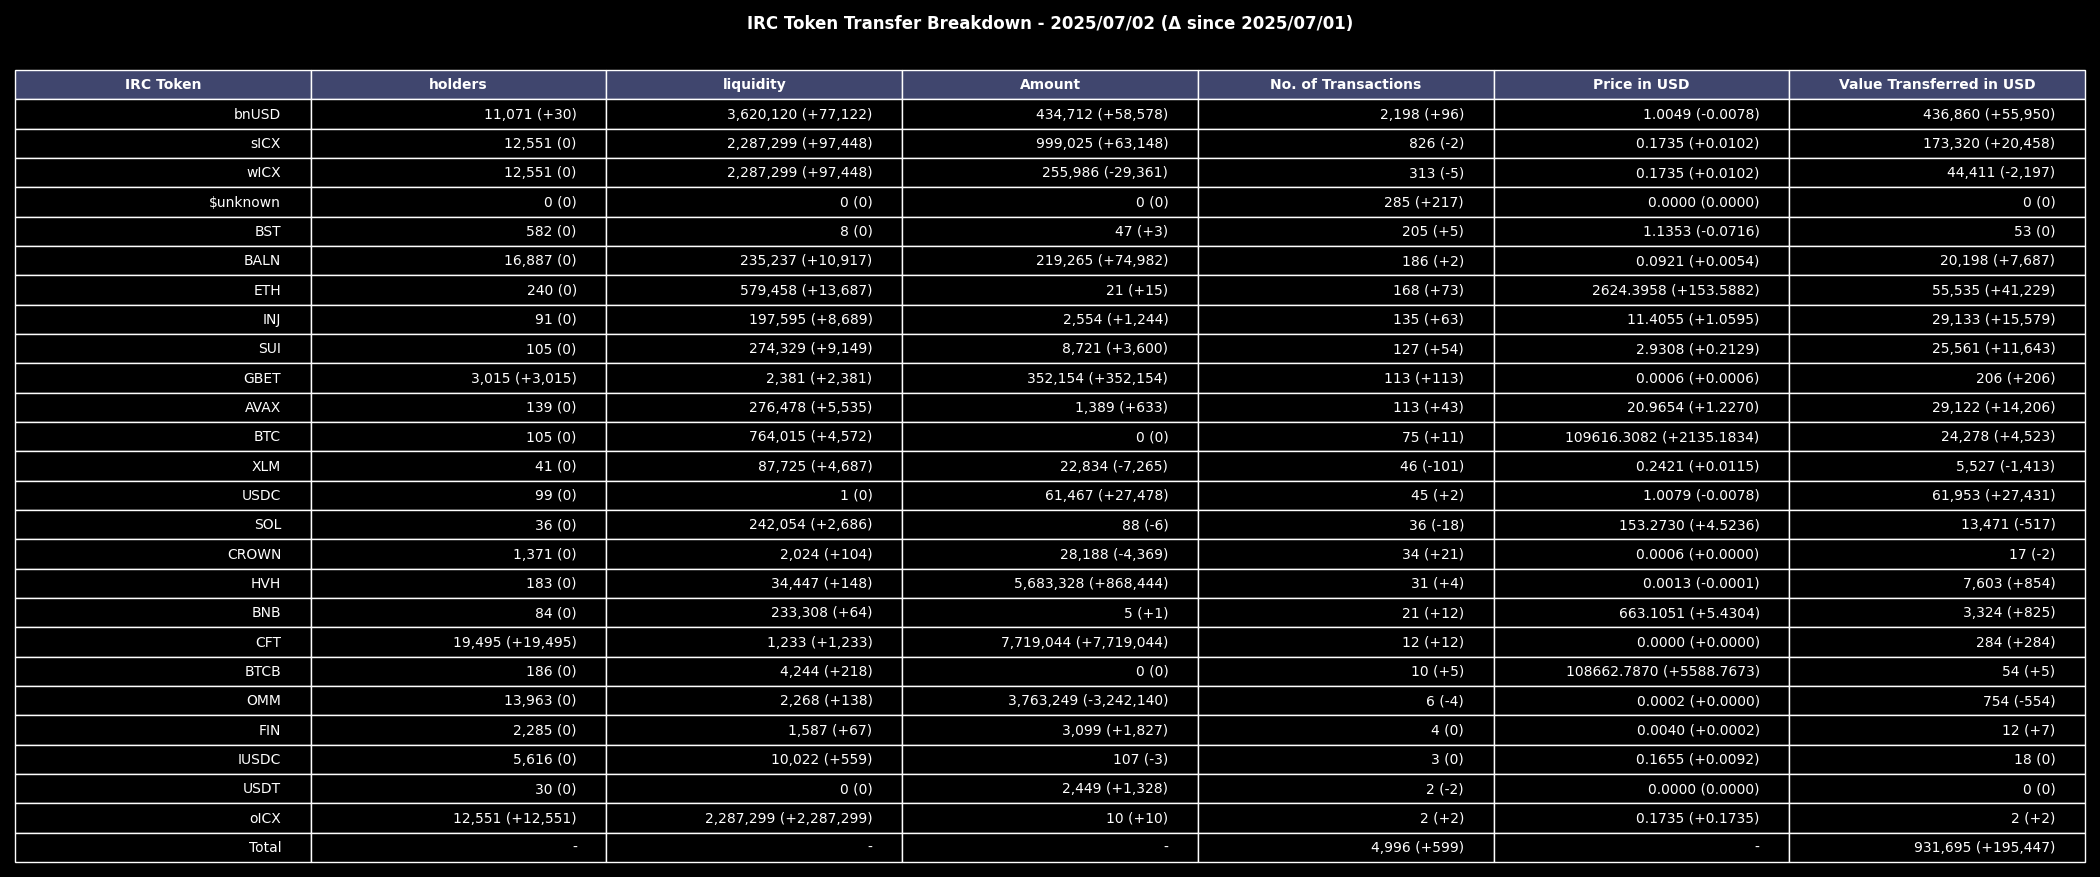 IRC Token Transfer Breakdown - 2025/07/02 (Δ since 2025/07/01)
IRC Token holders liquidity Amount No. of Transactions Price in USD Value Transferred in USD
bnUSD 11,071 (+30) 3,620,120 (+77,122) 434,712 (+58,578) 2,198 (+96) 1.0049 (-0.0078) 436,860 (+55,950)
sICX 12,551 (0) 2,287,299 (+97,448) 999,025 (+63,148) 826 (-2) 0.1735 (+0.0102) 173,320 (+20,458)
wICX 12,551 (0) 2,287,299 (+97,448) 255,986 (-29,361) 313 (-5) 0.1735 (+0.0102) 44,411 (-2,197)
$unknown 0 (0) 0 (0) 0 (0) 285 (+217) 0.0000 (0.0000) 0 (0)
BST 582 (0) 8 (0) 47 (+3) 205 (+5) 1.1353 (-0.0716) 53 (0)
BALN 16,887 (0) 235,237 (+10,917) 219,265 (+74,982) 186 (+2) 0.0921 (+0.0054) 20,198 (+7,687)
ETH 240 (0) 579,458 (+13,687) 21 (+15) 168 (+73) 2624.3958 (+153.5882) 55,535 (+41,229)
INJ 91 (0) 197,595 (+8,689) 2,554 (+1,244) 135 (+63) 11.4055 (+1.0595) 29,133 (+15,579)
SUI 105 (0) 274,329 (+9,149) 8,721 (+3,600) 127 (+54) 2.9308 (+0.2129) 25,561 (+11,643)
GBET 3,015 (+3,015) 2,381 (+2,381) 352,154 (+352,154) 113 (+113) 0.0006 (+0.0006) 206 (+206)
AVAX 139 (0) 276,478 (+5,535) 1,389 (+633) 113 (+43) 20.9654 (+1.2270) 29,122 (+14,206)
BTC 105 (0) 764,015 (+4,572) 0 (0) 75 (+11) 109616.3082 (+2135.1834) 24,278 (+4,523)
XLM 41 (0) 87,725 (+4,687) 22,834 (-7,265) 46 (-101) 0.2421 (+0.0115) 5,527 (-1,413)
USDC 99 (0) 1 (0) 61,467 (+27,478) 45 (+2) 1.0079 (-0.0078) 61,953 (+27,431)
SOL 36 (0) 242,054 (+2,686) 88 (-6) 36 (-18) 153.2730 (+4.5236) 13,471 (-517)
CROWN 1,371 (0) 2,024 (+104) 28,188 (-4,369) 34 (+21) 0.0006 (+0.0000) 17 (-2)
HVH 183 (0) 34,447 (+148) 5,683,328 (+868,444) 31 (+4) 0.0013 (-0.0001) 7,603 (+854)
BNB 84 (0) 233,308 (+64) 5 (+1) 21 (+12) 663.1051 (+5.4304) 3,324 (+825)
CFT 19,495 (+19,495) 1,233 (+1,233) 7,719,044 (+7,719,044) 12 (+12) 0.0000 (+0.0000) 284 (+284)
BTCB 186 (0) 4,244 (+218) 0 (0) 10 (+5) 108662.7870 (+5588.7673) 54 (+5)
OMM 13,963 (0) 2,268 (+138) 3,763,249 (-3,242,140) 6 (-4) 0.0002 (+0.0000) 754 (-554)
FIN 2,285 (0) 1,587 (+67) 3,099 (+1,827) 4 (0) 0.0040 (+0.0002) 12 (+7)
IUSDC 5,616 (0) 10,022 (+559) 107 (-3) 3 (0) 0.1655 (+0.0092) 18 (0)
USDT 30 (0) 0 (0) 2,449 (+1,328) 2 (-2) 0.0000 (0.0000) 0 (0)
oICX 12,551 (+12,551) 2,287,299 (+2,287,299) 10 (+10) 2 (+2) 0.1735 (+0.1735) 2 (+2)
Total - - - 4,996 (+599) - 931,695 (+195,447)